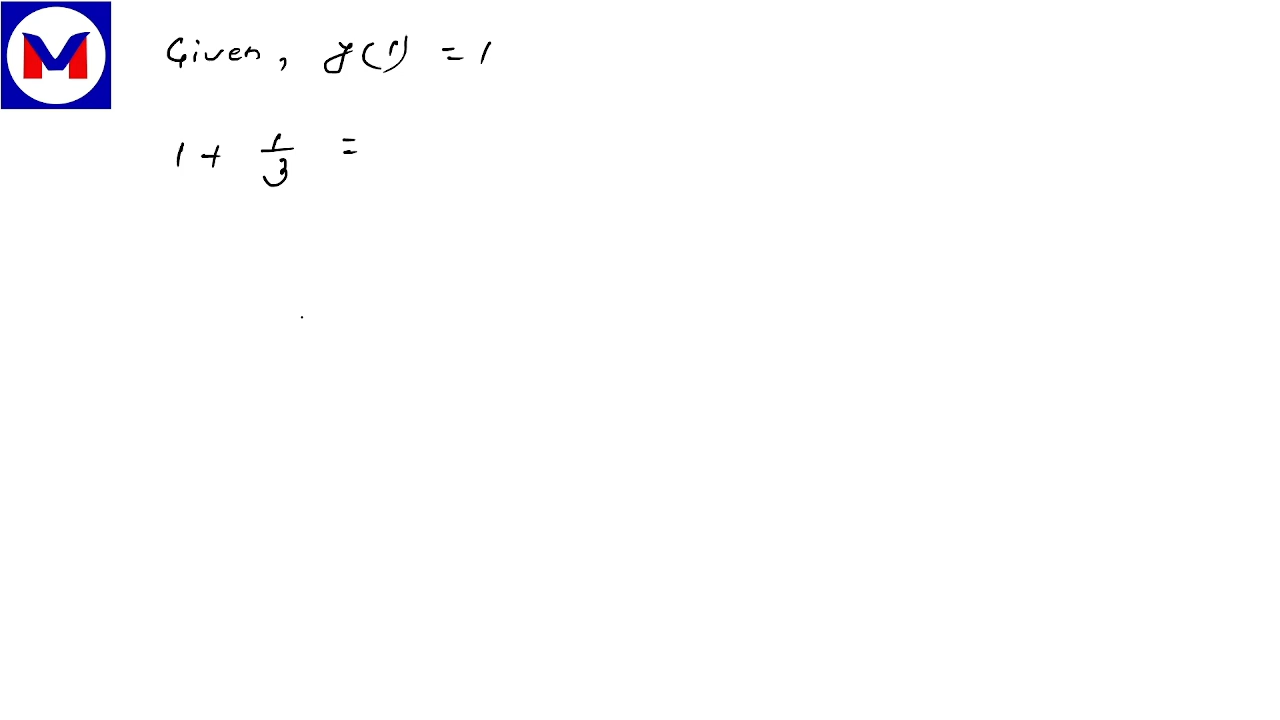 Given, y(1) = 1
1 + 1/3 =